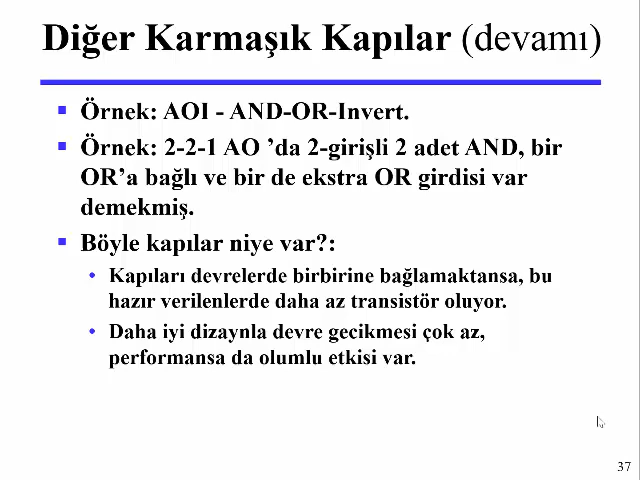 Diğer Karmaşık Kapılar (devamı)
Örnek: AOI - AND-OR-Invert.
Örnek: 2-2-1 AO ’da 2-girişli 2 adet AND, bir
OR’a bağlı ve bir de ekstra OR girdisi var
demekmiş.
Böyle kapılar niye var?:
Kapıları devrelerde birbirine bağlamaktansa, bu
hazır verilenlerde daha az transistör oluyor.
Daha iyi dizaynla devre gecikmesi çok az,
performansa da olumlu etkisi var.
37